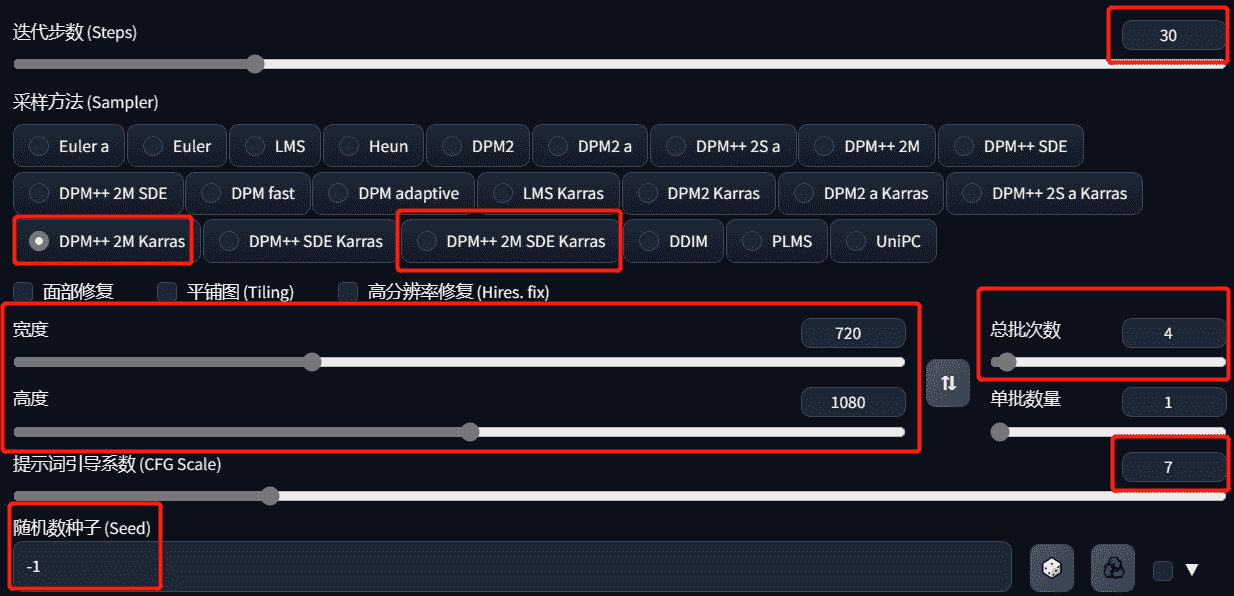 迭代步数 (Steps)
30
采样方法 (Sampler)
Euler a Euler LMS Heun DPM2 DPM2 a DPM++ 2S a DPM++ 2M DPM++ SDE
DPM++ 2M SDE DPM fast DPM adaptive LMS Karras DPM2 Karras DPM2 a Karras DPM++ 2S a Karras
DPM++ 2M Karras DPM++ SDE Karras DPM++ 2M SDE Karras DDIM PLMS UniPC
面部修复 平铺图 (Tiling) 高分辨率修复 (Hires. fix)
宽度 720 总批次数 4
高度 1080 单批数量 1
提示词引导系数 (CFG Scale) 7
随机数种子 (Seed)
-1